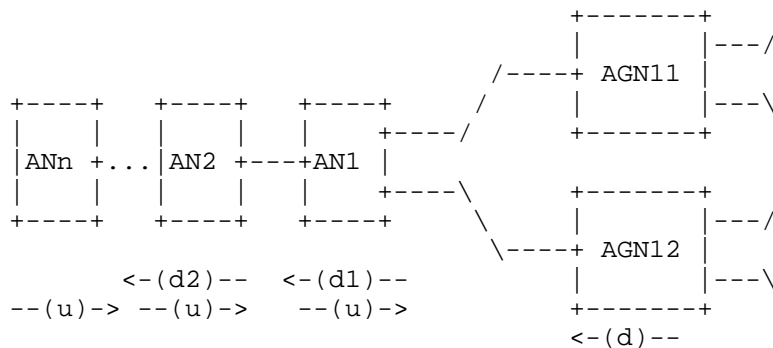 +-------+
                                       |       |---/
                                  /----+ AGN11 |
+----+    +----+    +----+       /     |       |---\
|    |    |    |    |    +----/        +-------+
|ANn +...|AN2 +---+AN1 |
|    |    |    |    |    +----\        +-------+
+----+    +----+    +----+     \       |       |---/
                                \----+ AGN12 |
<-(d2)-- <-(d1)-- | |---\
--(u)-> --(u)-> --(u)-> +-------+
<-(d)--